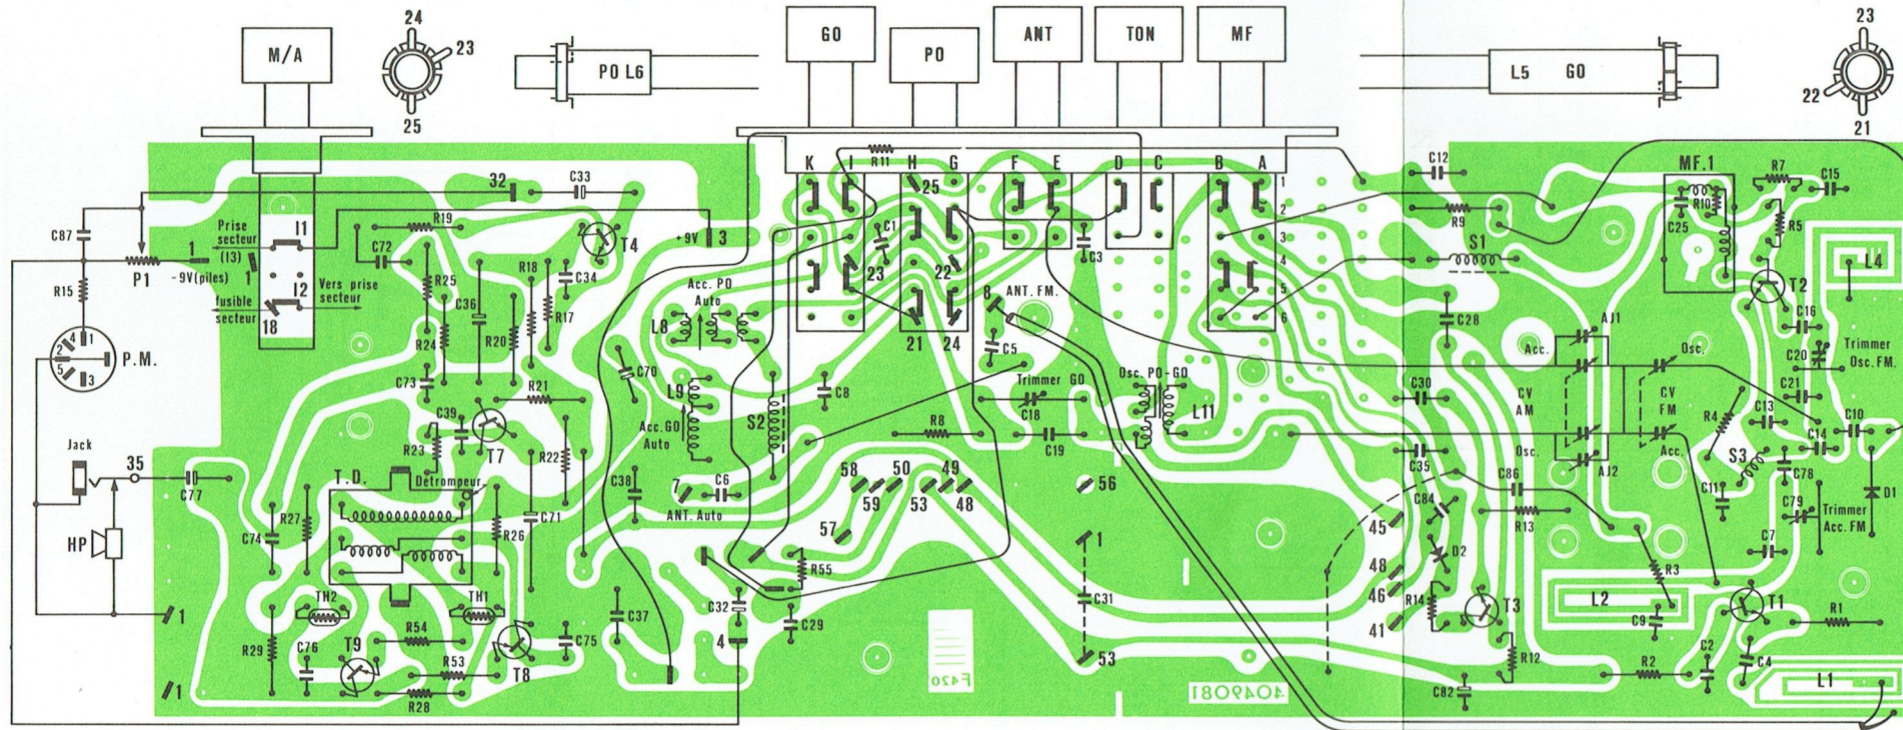 24
23
25
M/A
PO L6
GO
PO
ANT
TON
MF
L5 GO
23
22
21
K I H G F E D C B A
R11
25
1
2
3
4
5
6
C12
MF.1
R7
C15
C25
R10
R5
L4
32
C33
C87
Prise
secteur
(I3)
I1
R19
T4
+9V 3
C1
C3
R9
S1
T2
P1
1
-9V(piles)
1
C72
R25
R18
C34
23
22
R15
fusible
secteur
18
I2
Vers prise
secteur
C36
R24
R20
R17
Acc. PO
Auto
L8
21
24
8 ANT. FM.
C5
C28
AJ1
C16
Acc.
Osc.
C20
Trimmer
Osc.FM.
4
1
2
5
3
P.M.
C73
R21
C70
L9
C8
Trimmer GO
C18
Osc. PO-GO
L11
C30
CV
AM
CV
FM
C21
R4
C13
C10
Acc.GO
Auto
S2
R8
C19
C39
R23
T7
R22
Jack
35
C77
T.D.
Détrompeur
C38
7
C6
ANT. Auto
58
59
50
53
49
48
57
56
C35
Osc.
AJ2
Acc.
C14
S3
C78
C86
C84
C11
C79
Trimmer
Acc.FM
D1
HP
C74
R27
R26
C71
45
R13
D2
C7
1
R55
48
46
41
R14
T3
R3
L2
T1
R1
TH2
TH1
C37
C32
C29
C31
C9
1
R29
C76
T9
R54
R53
R28
T8
C75
4
53
R12
R2
C2
C4
L1
1
F420
4049081
C82